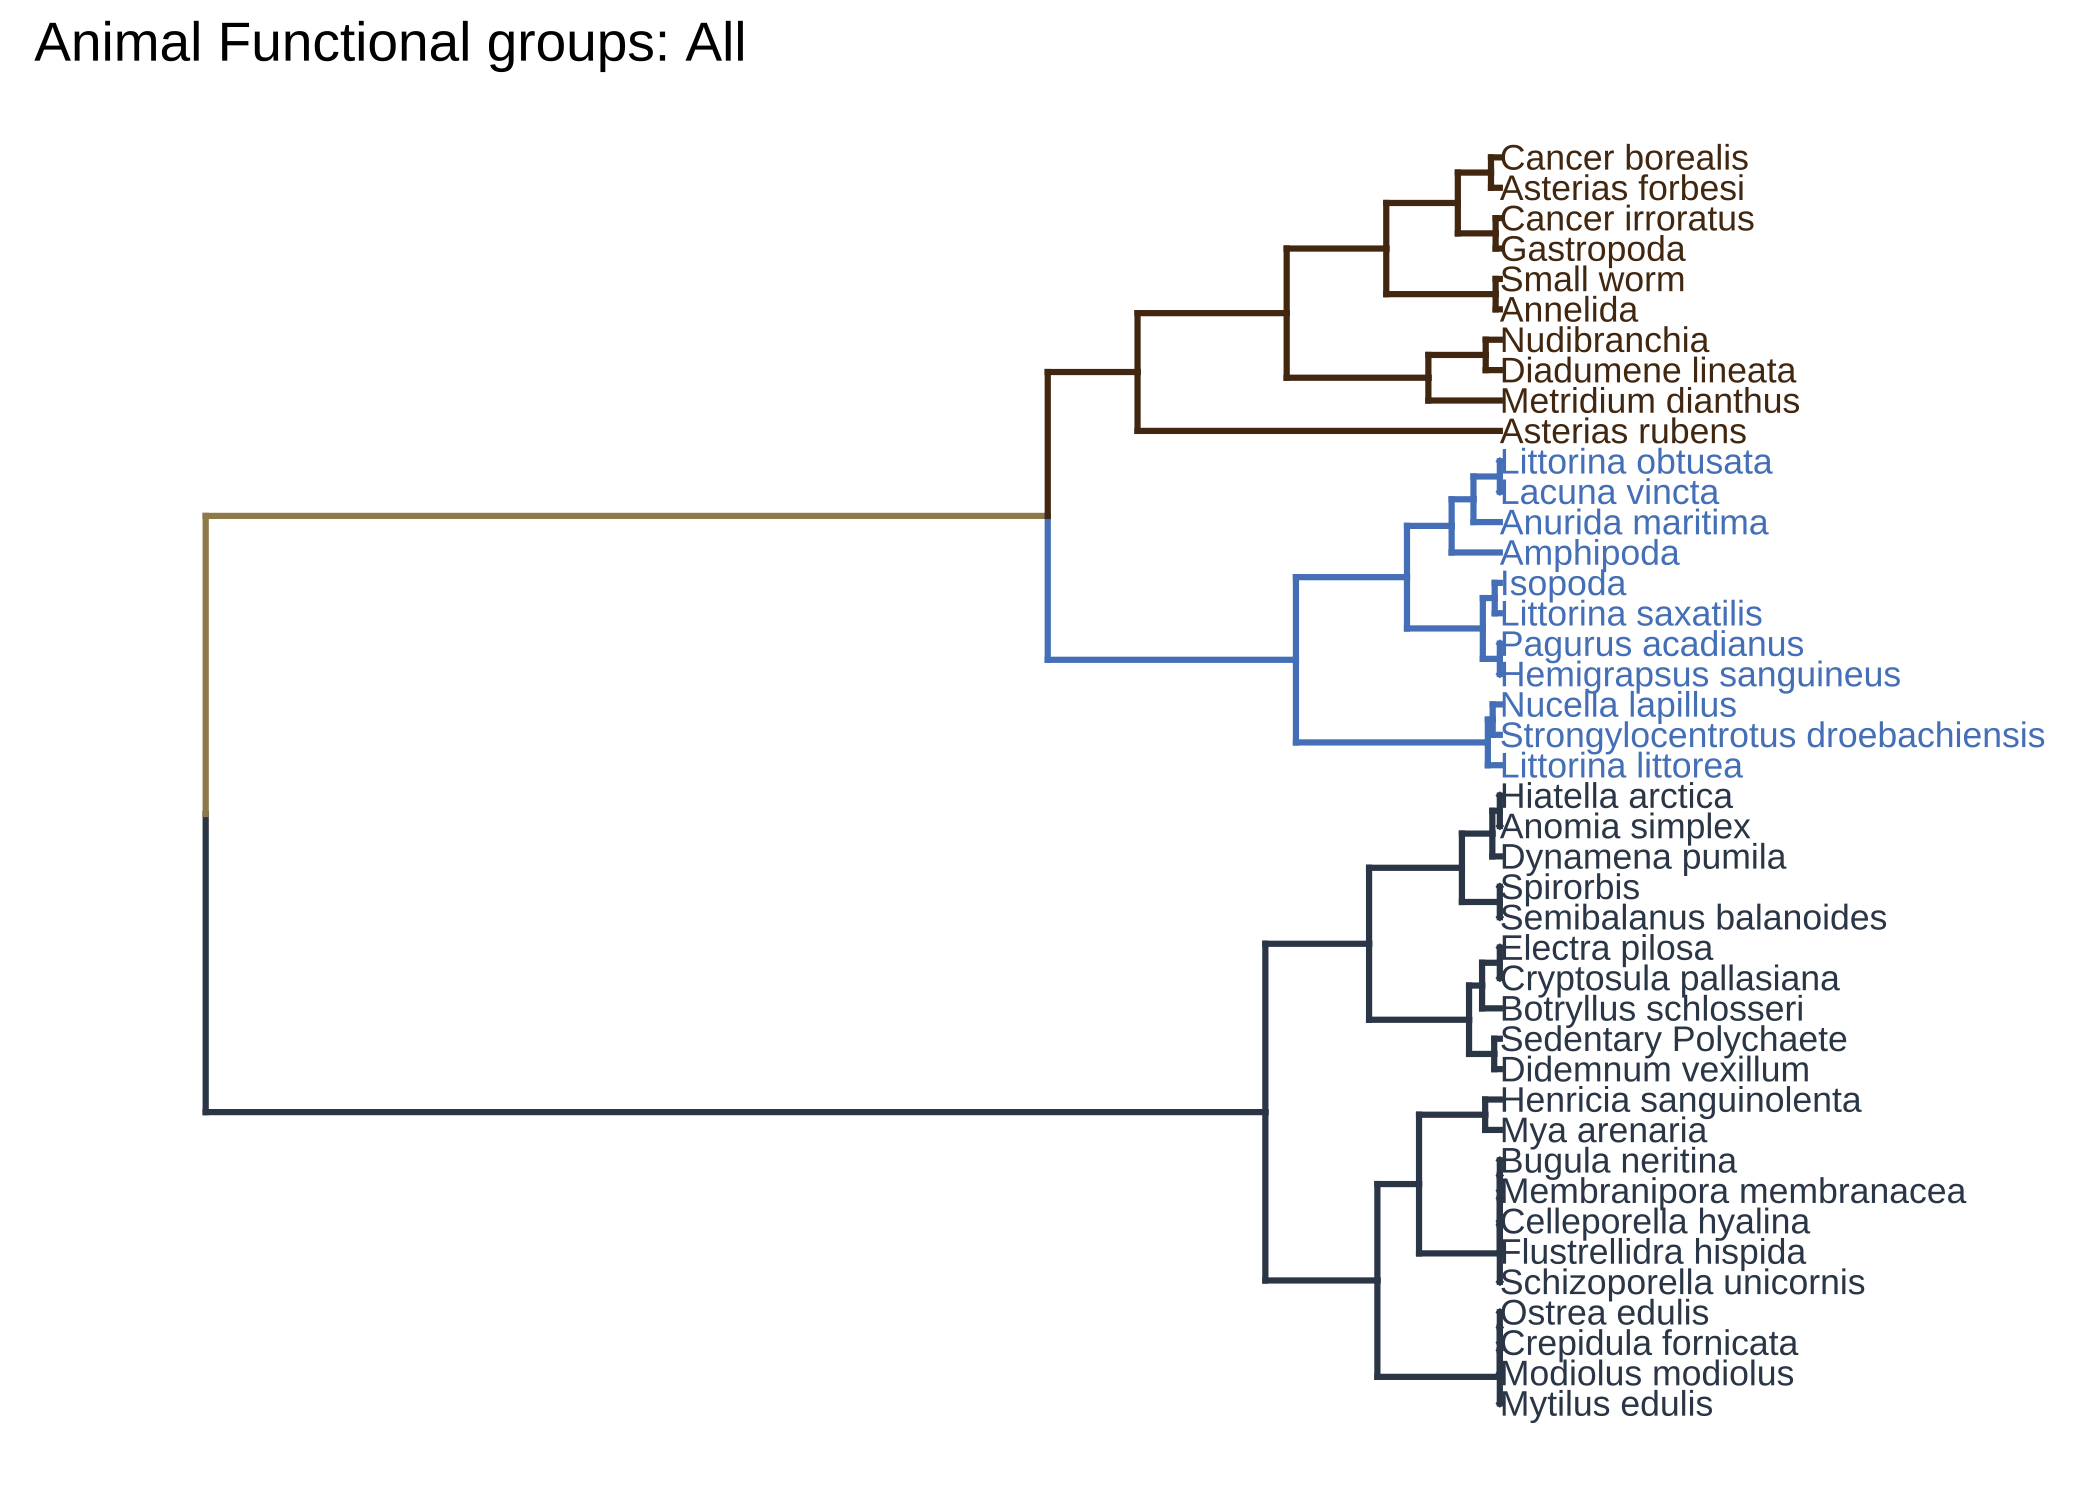 Animal Functional groups: All
Cancer borealis
Asterias forbesi
Cancer irroratus
Gastropoda
Small worm
Annelida
Nudibranchia
Diadumene lineata
Metridium dianthus
Asterias rubens
Littorina obtusata
Lacuna vincta
Anurida maritima
Amphipoda
Isopoda
Littorina saxatilis
Pagurus acadianus
Hemigrapsus sanguineus
Nucella lapillus
Strongylocentrotus droebachiensis
Littorina littorea
Hiatella arctica
Anomia simplex
Dynamena pumila
Spirorbis
Semibalanus balanoides
Electra pilosa
Cryptosula pallasiana
Botryllus schlosseri
Sedentary Polychaete
Didemnum vexillum
Henricia sanguinolenta
Mya arenaria
Bugula neritina
Membranipora membranacea
Celleporella hyalina
Flustrellidra hispida
Schizoporella unicornis
Ostrea edulis
Crepidula fornicata
Modiolus modiolus
Mytilus edulis